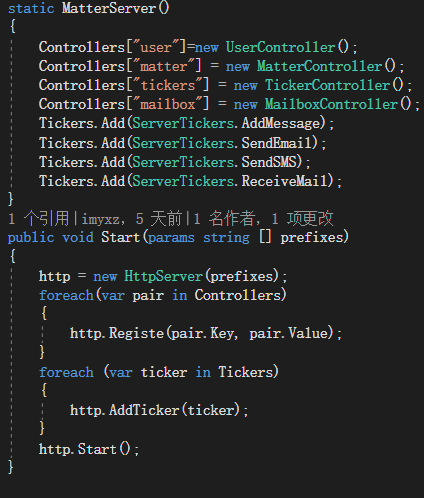 static MatterServer()
{
Controllers["user"]=new UserController();
Controllers["matter"] = new MatterController();
Controllers["tickers"] = new TickerController();
Controllers["mailbox"] = new MailboxController();
Tickers.Add(ServerTickers.AddMessage);
Tickers.Add(ServerTickers.SendEmail);
Tickers.Add(ServerTickers.SendSMS);
Tickers.Add(ServerTickers.ReceiveMail);
}
1 个引用|imyxz, 5 天前|1 名作者, 1 项更改
public void Start(params string [] prefixes)
{
http = new HttpServer(prefixes);
foreach(var pair in Controllers)
{
http.Registe(pair.Key, pair.Value);
}
foreach (var ticker in Tickers)
{
http.AddTicker(ticker);
}
http.Start();
}